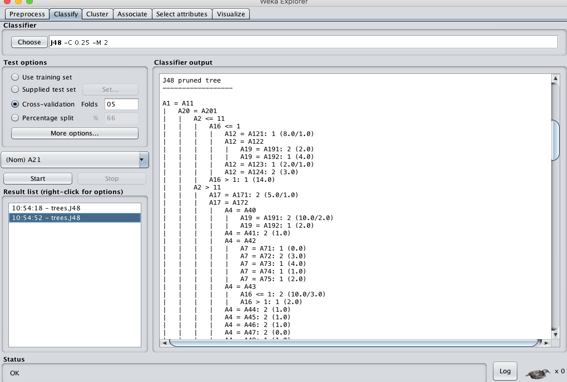 Weka Explorer
Preprocess Classify Cluster Associate Select attributes Visualize
Classifier
Choose J48 -C 0.25 -M 2
Test options
Use training set
Supplied test set Set...
Cross-validation Folds 05
Percentage split % 66
More options...
(Nom) A21
Start Stop
Result list (right-click for options)
10:54:18 - trees.J48
10:54:52 - trees.J48
Classifier output
J48 pruned tree
------------------
A1 = A11
|   A20 = A201
|   |   A2 <= 11
|   |   |   A16 <= 1
|   |   |   |   A12 = A121: 1 (8.0/1.0)
|   |   |   |   A12 = A122
|   |   |   |   |   A19 = A191: 2 (2.0)
|   |   |   |   |   A19 = A192: 1 (4.0)
|   |   |   |   A12 = A123: 1 (2.0/1.0)
|   |   |   |   A12 = A124: 2 (3.0)
|   |   |   A16 > 1: 1 (14.0)
|   |   A2 > 11
|   |   |   A17 = A171: 2 (5.0/1.0)
|   |   |   A17 = A172
|   |   |   |   A4 = A40
|   |   |   |   |   A19 = A191: 2 (10.0/2.0)
|   |   |   |   |   A19 = A192: 1 (2.0)
|   |   |   |   A4 = A41: 2 (1.0)
|   |   |   |   A4 = A42
|   |   |   |   |   A7 = A71: 1 (0.0)
|   |   |   |   |   A7 = A72: 2 (3.0)
|   |   |   |   |   A7 = A73: 1 (4.0)
|   |   |   |   |   A7 = A74: 1 (1.0)
|   |   |   |   |   A7 = A75: 1 (2.0)
|   |   |   |   A4 = A43
|   |   |   |   |   A16 <= 1: 2 (10.0/3.0)
|   |   |   |   |   A16 > 1: 1 (2.0)
|   |   |   |   A4 = A44: 2 (1.0)
|   |   |   |   A4 = A45: 2 (1.0)
|   |   |   |   A4 = A46: 2 (1.0)
|   |   |   |   A4 = A47: 2 (0.0)
Status
OK
Log x 0